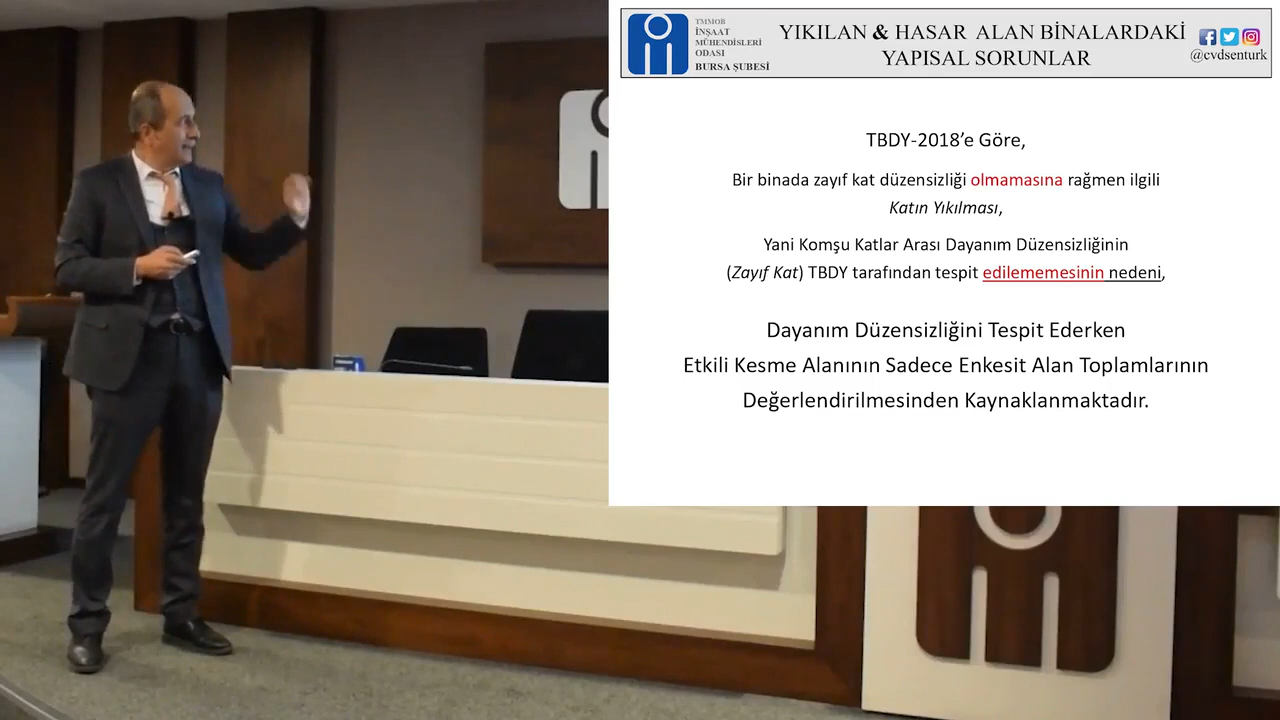 TMMOB
İNŞAAT
MÜHENDİSLERİ
ODASI
BURSA ŞUBESİ
YIKILAN & HASAR ALAN BİNALARDAKİ
YAPISAL SORUNLAR
@cvdsenturk
TBDY-2018’e Göre,
Bir binada zayıf kat düzensizliği olmamasına rağmen ilgili
Katın Yıkılması,
Yani Komşu Katlar Arası Dayanım Düzensizliğinin
(Zayıf Kat) TBDY tarafından tespit edilememesinin nedeni,
Dayanım Düzensizliğini Tespit Ederken
Etkili Kesme Alanının Sadece Enkesit Alan Toplamlarının
Değerlendirilmesinden Kaynaklanmaktadır.